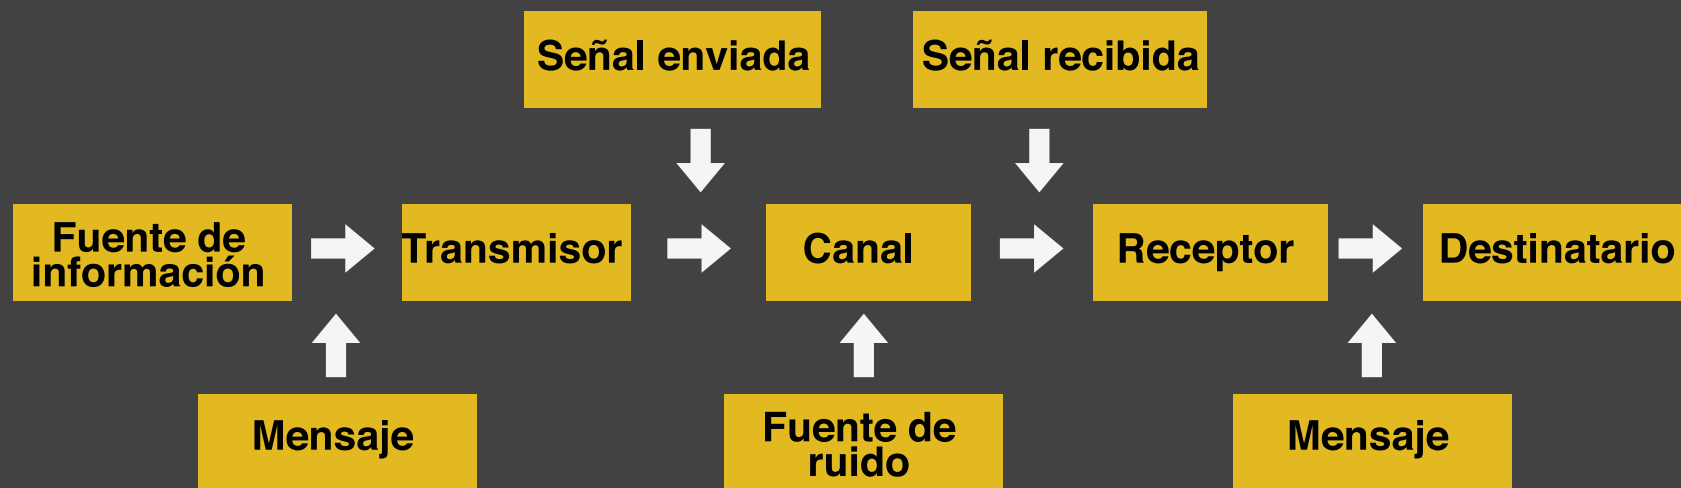 Señal enviada
Señal recibida
Fuente de
información
Transmisor
Canal
Receptor
Destinatario
Mensaje
Fuente de
ruido
Mensaje